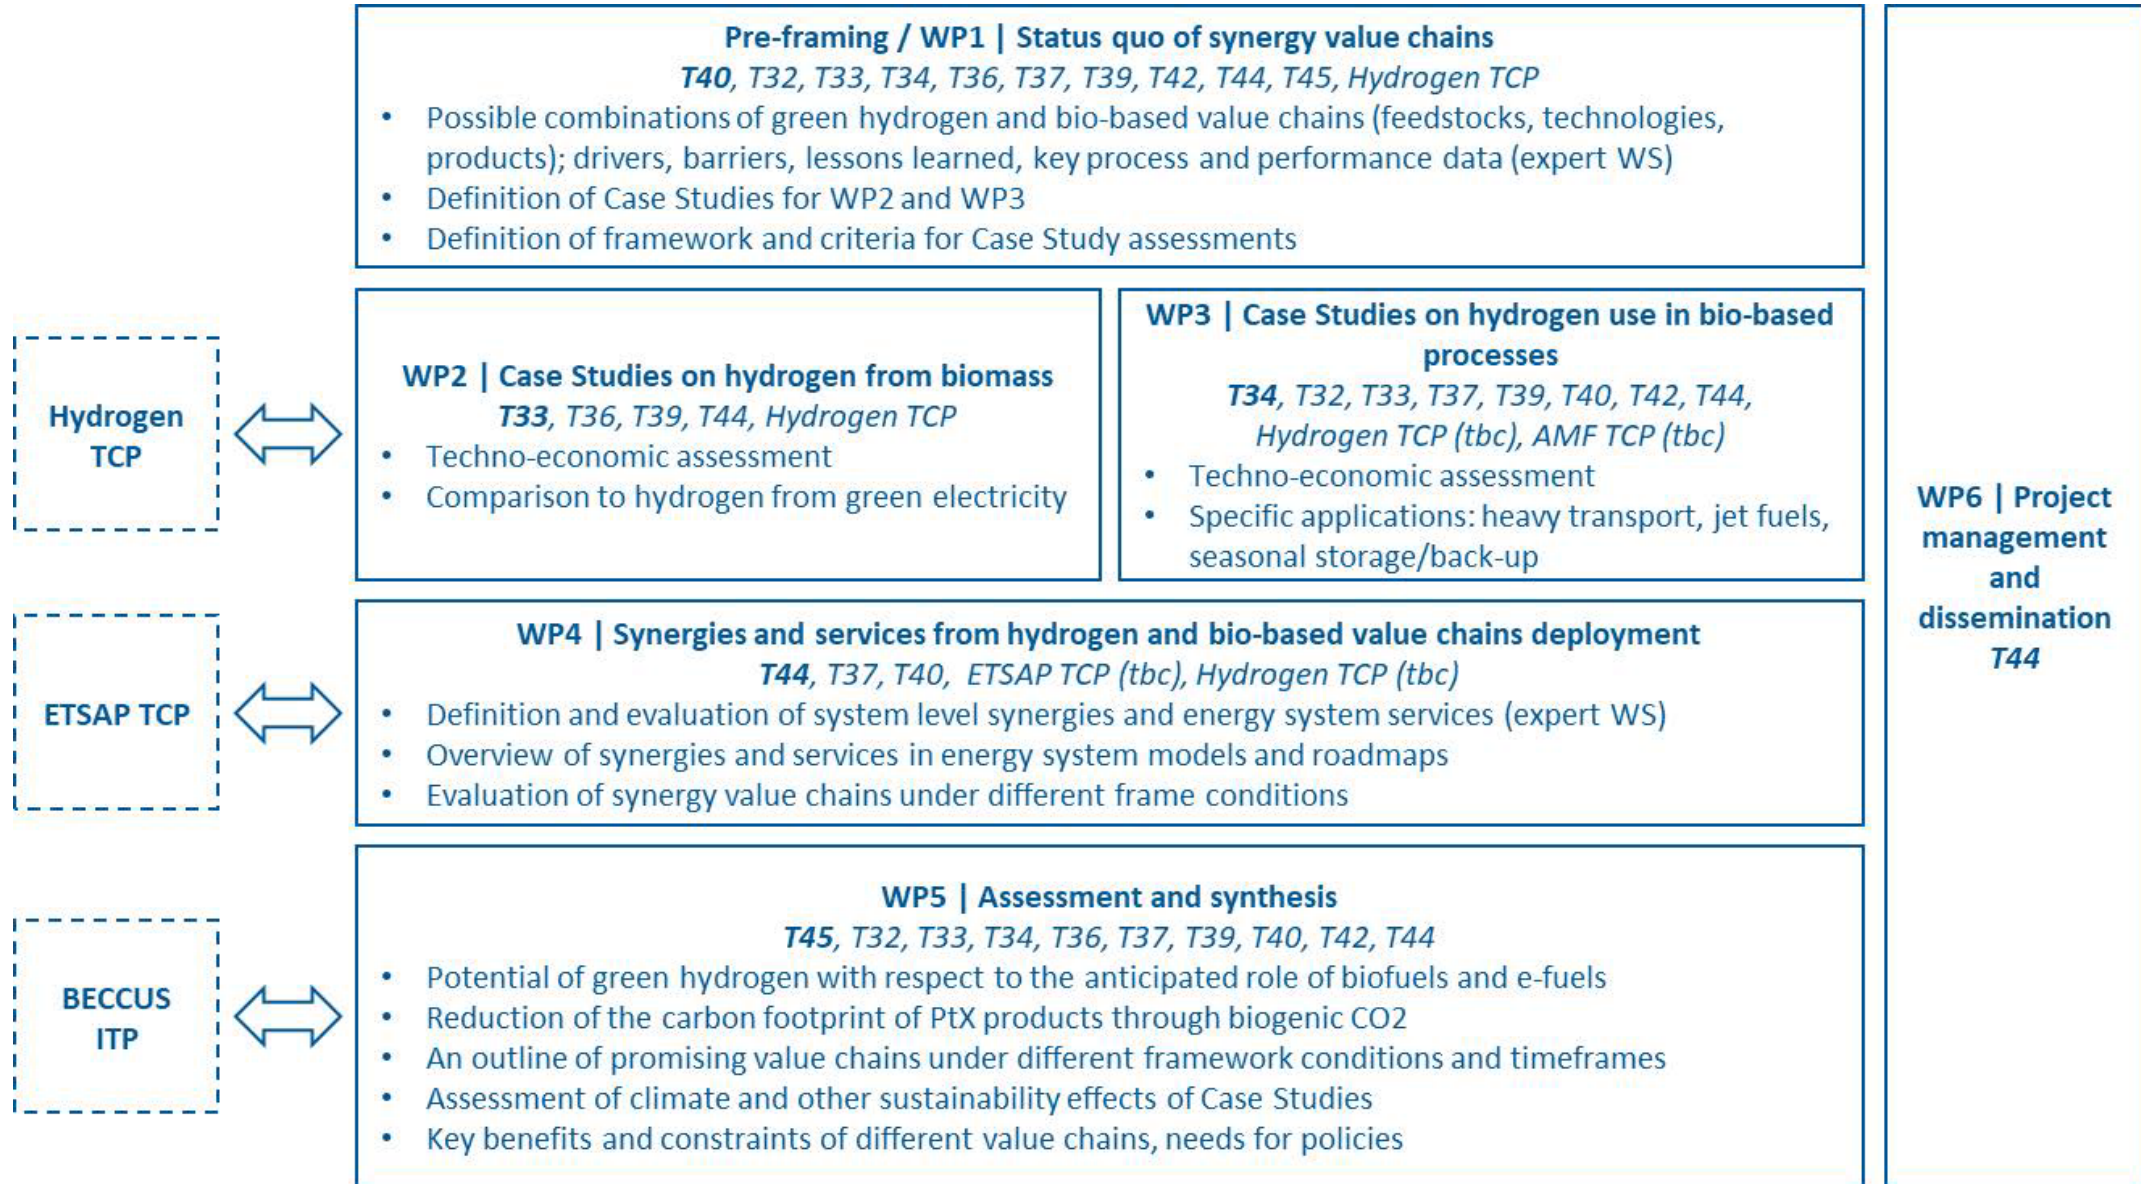 Pre-framing / WP1 | Status quo of synergy value chains
T40, T32, T33, T34, T36, T37, T39, T42, T44, T45, Hydrogen TCP
• Possible combinations of green hydrogen and bio-based value chains (feedstocks, technologies,
products); drivers, barriers, lessons learned, key process and performance data (expert WS)
• Definition of Case Studies for WP2 and WP3
• Definition of framework and criteria for Case Study assessments
Hydrogen
TCP
WP2 | Case Studies on hydrogen from biomass
T33, T36, T39, T44, Hydrogen TCP
• Techno-economic assessment
• Comparison to hydrogen from green electricity
WP3 | Case Studies on hydrogen use in bio-based
processes
T34, T32, T33, T37, T39, T40, T42, T44,
Hydrogen TCP (tbc), AMF TCP (tbc)
• Techno-economic assessment
• Specific applications: heavy transport, jet fuels,
seasonal storage/back-up
ETSAP TCP
WP4 | Synergies and services from hydrogen and bio-based value chains deployment
T44, T37, T40, ETSAP TCP (tbc), Hydrogen TCP (tbc)
• Definition and evaluation of system level synergies and energy system services (expert WS)
• Overview of synergies and services in energy system models and roadmaps
• Evaluation of synergy value chains under different frame conditions
BECCUS
ITP
WP5 | Assessment and synthesis
T45, T32, T33, T34, T36, T37, T39, T40, T42, T44
• Potential of green hydrogen with respect to the anticipated role of biofuels and e-fuels
• Reduction of the carbon footprint of PtX products through biogenic CO2
• An outline of promising value chains under different framework conditions and timeframes
• Assessment of climate and other sustainability effects of Case Studies
• Key benefits and constraints of different value chains, needs for policies
WP6 | Project
management
and
dissemination
T44